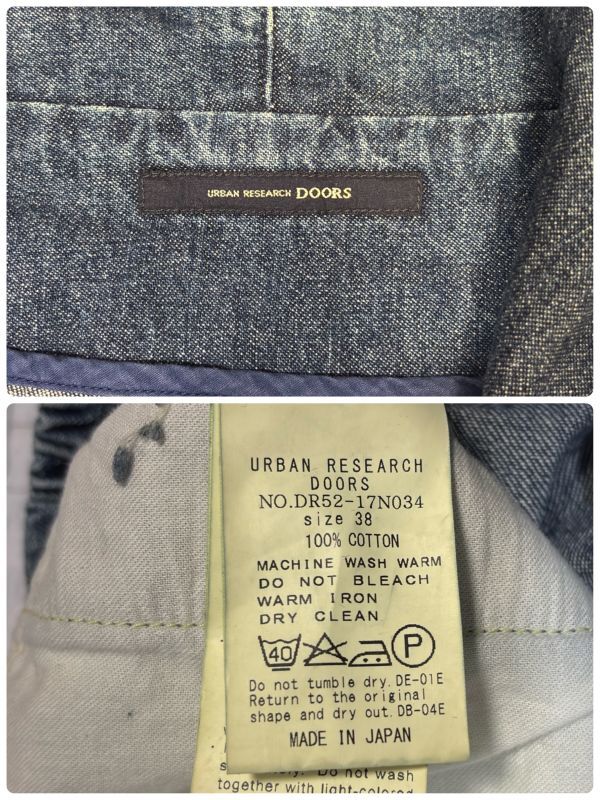 URBAN RESEARCH DOORS
URBAN RESEARCH
DOORS
NO.DR52-17N034
size 38
100% COTTON
MACHINE WASH WARM
DO NOT BLEACH
WARM IRON
DRY CLEAN
40 P
Do not tumble dry. DE-01E
Return to the original
shape and dry out. DB-04E
MADE IN JAPAN
Do not wash
together with light-colored